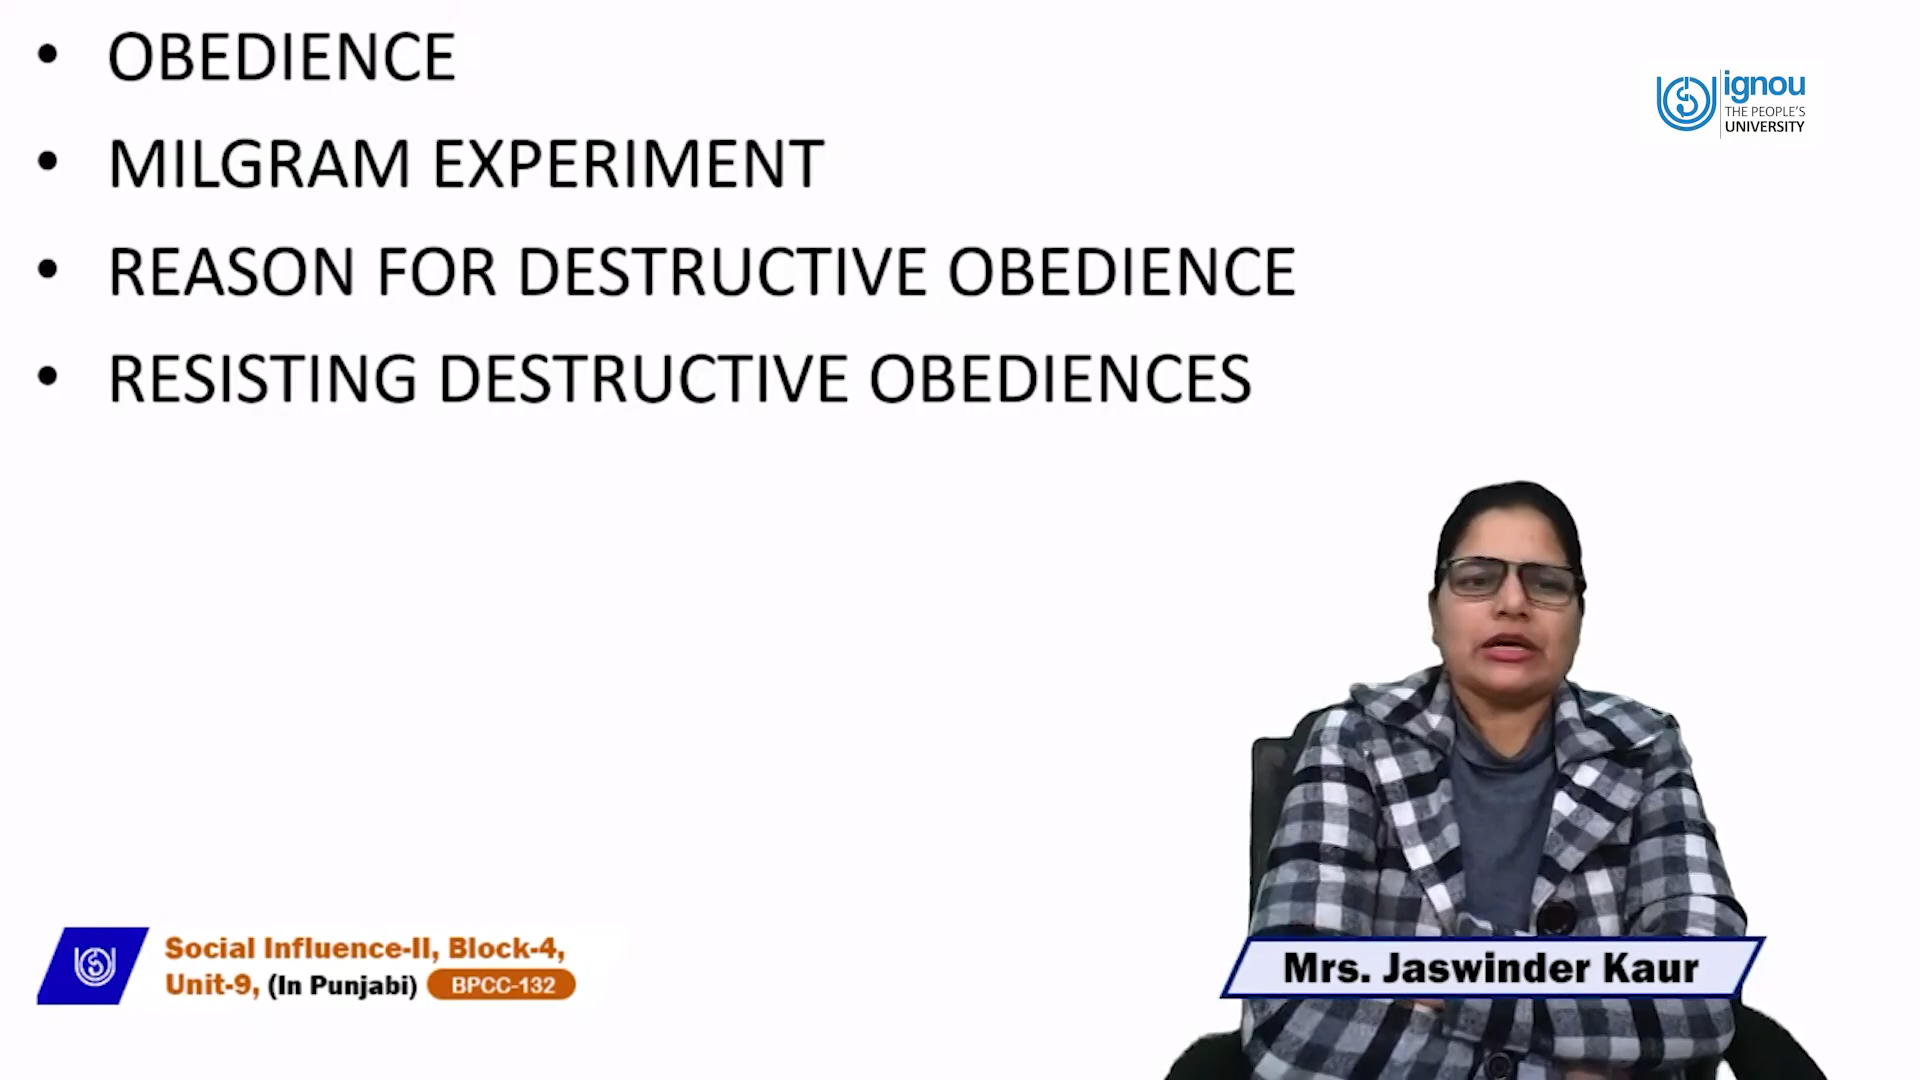 • OBEDIENCE
• MILGRAM EXPERIMENT
• REASON FOR DESTRUCTIVE OBEDIENCE
• RESISTING DESTRUCTIVE OBEDIENCES
ignou
THE PEOPLE'S
UNIVERSITY
Social Influence-II, Block-4,
Unit-9, (In Punjabi) BPCC-132
Mrs. Jaswinder Kaur